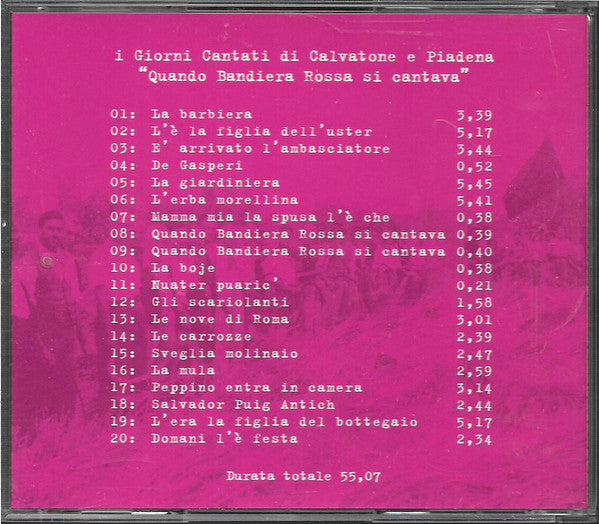 i Giorni Cantati di Calvatone e Piadena
"Quando Bandiera Rossa si cantava"
01: La barbiera 3,39
02: L'è la figlia dell'uster 5,17
03: E' arrivato l'ambasciatore 3,44
04: De Gasperi 0,52
05: La giardiniera 5,45
06: L'erba morellina 5,41
07: Mamma mia la spusa l'è che 0,38
08: Quando Bandiera Rossa si cantava 0,39
09: Quando Bandiera Rossa si cantava 0,40
10: La boje 0,38
11: Nuater puaric' 0,21
12: Gli scariolanti 1,58
13: Le nove di Roma 3,01
14: Le carrozze 2,39
15: Sveglia molinaio 2,47
16: La mula 2,59
17: Peppino entra in camera 3,14
18: Salvador Puig Antich 2,44
19: L'era la figlia del bottegaio 5,17
20: Domani l'è festa 2,34
Durata totale 55,07